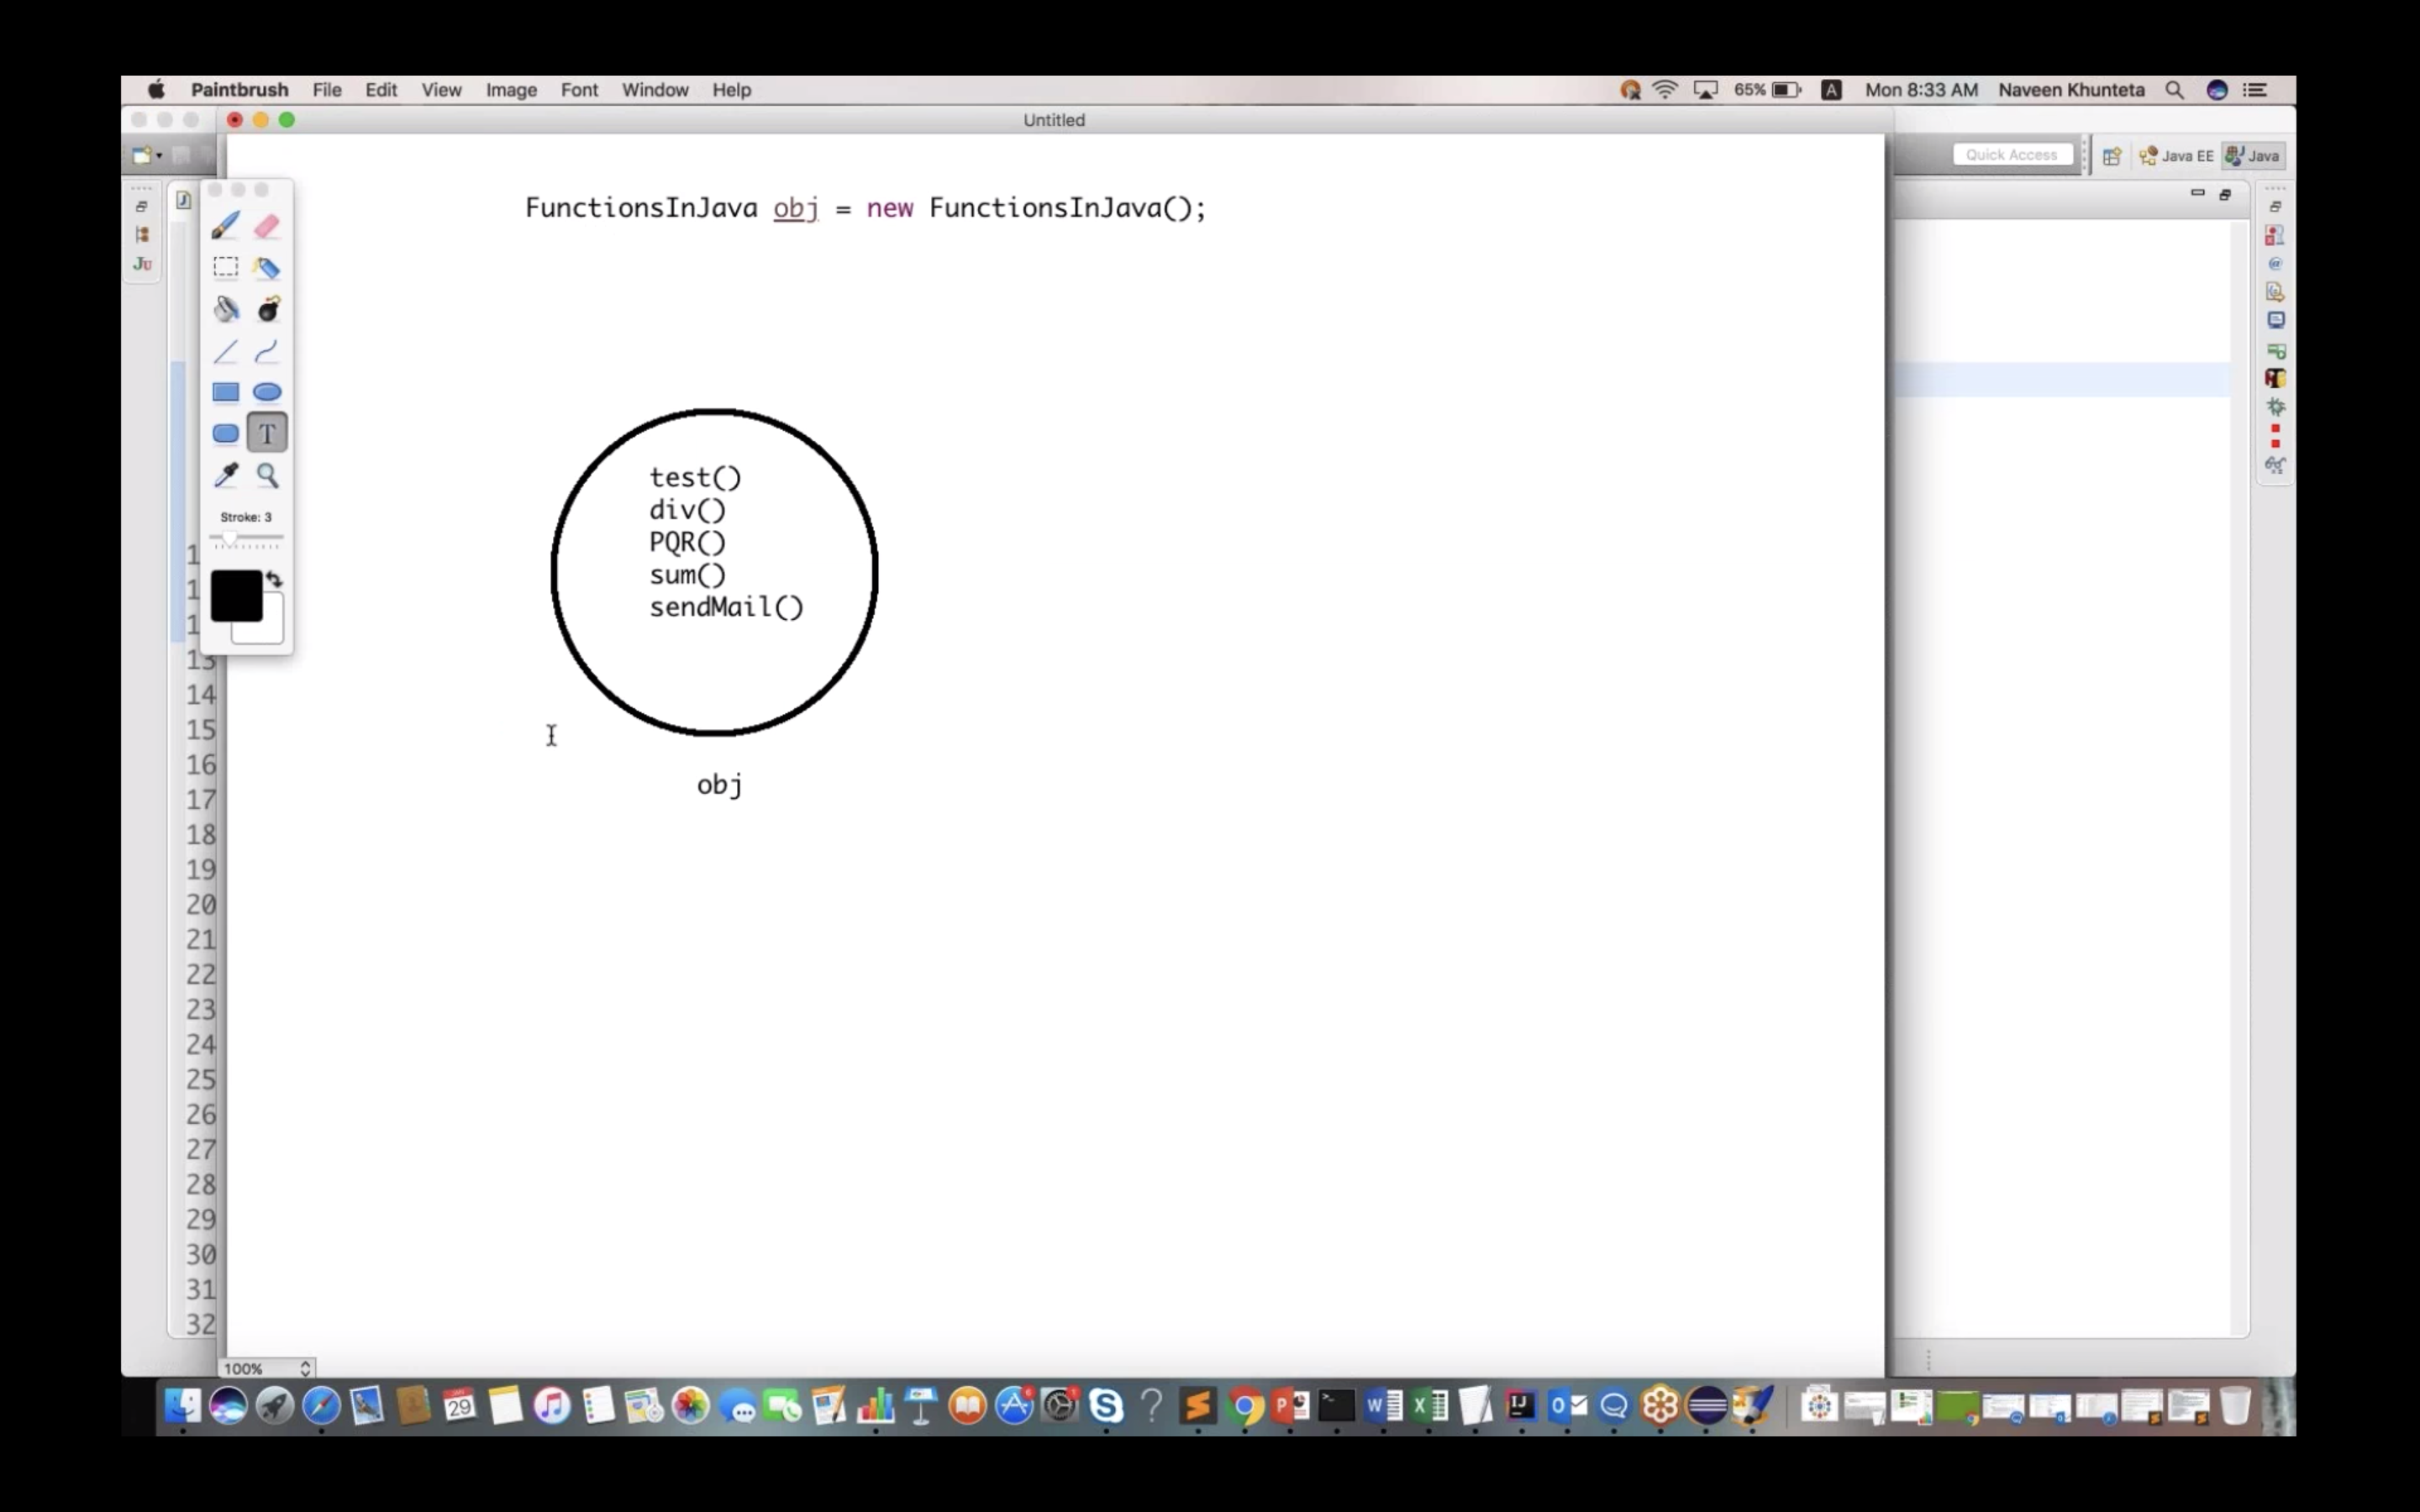 Paintbrush File Edit View Image Font Window Help 65% A Mon 8:33 AM Naveen Khunteta
Untitled
Quick Access Java EE Java
FunctionsInJava obj = new FunctionsInJava();
Ju
T
Stroke: 3
test()
div()
PQR()
sum()
sendMail()
obj
1
1
1
13
14
15
16
17
18
19
20
21
22
23
24
25
26
27
28
29
30
31
32
100%
29